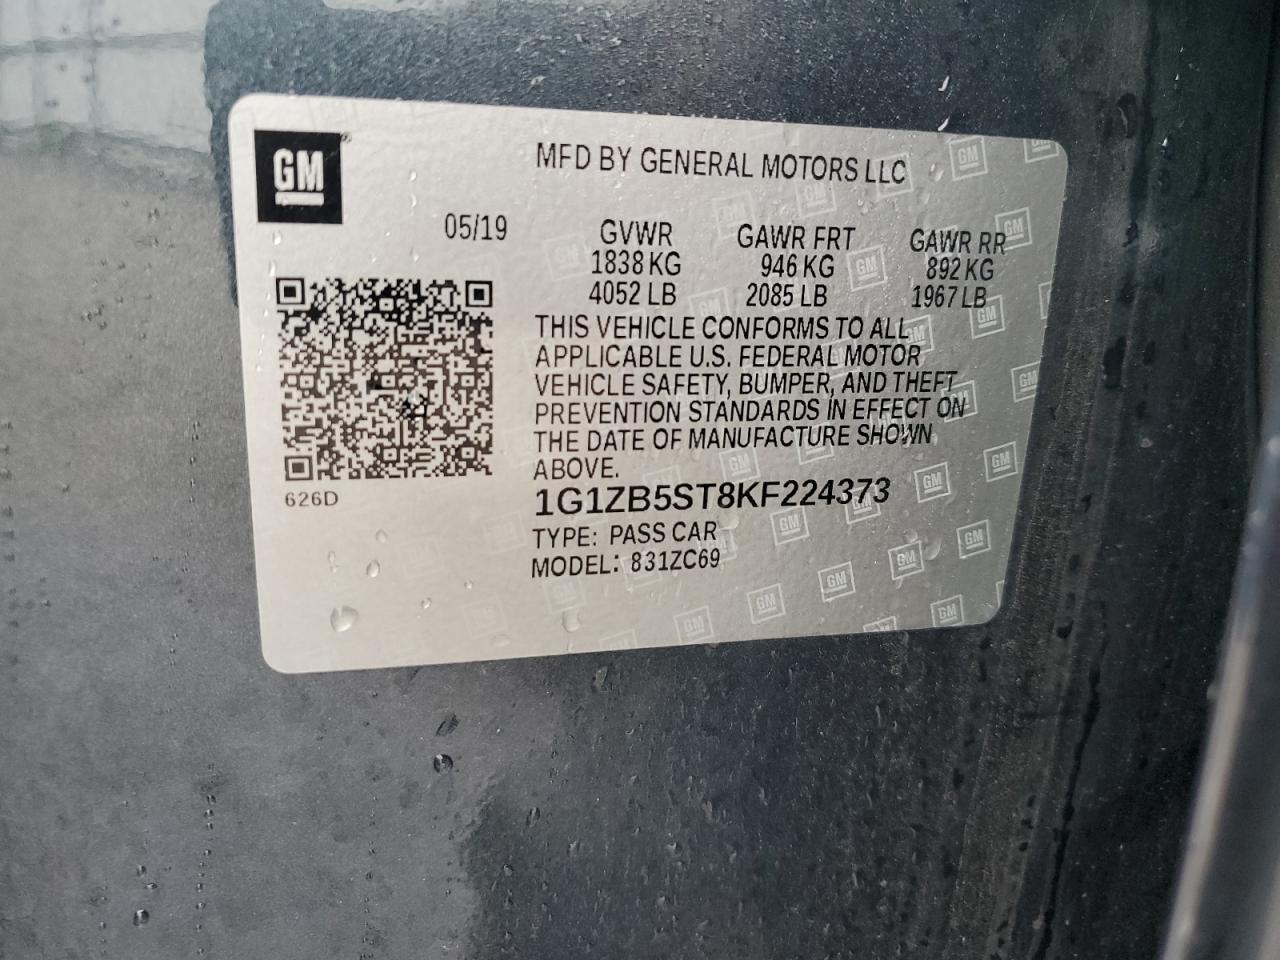 GM
MFD BY GENERAL MOTORS LLC
05/19
GVWR GAWR FRT GAWR RR
1838 KG 946 KG 892 KG
4052 LB 2085 LB 1967 LB
THIS VEHICLE CONFORMS TO ALL
APPLICABLE U.S. FEDERAL MOTOR
VEHICLE SAFETY, BUMPER, AND THEFT
PREVENTION STANDARDS IN EFFECT ON
THE DATE OF MANUFACTURE SHOWN
ABOVE.
626D
1G1ZB5ST8KF224373
TYPE: PASS CAR
MODEL: 831ZC69